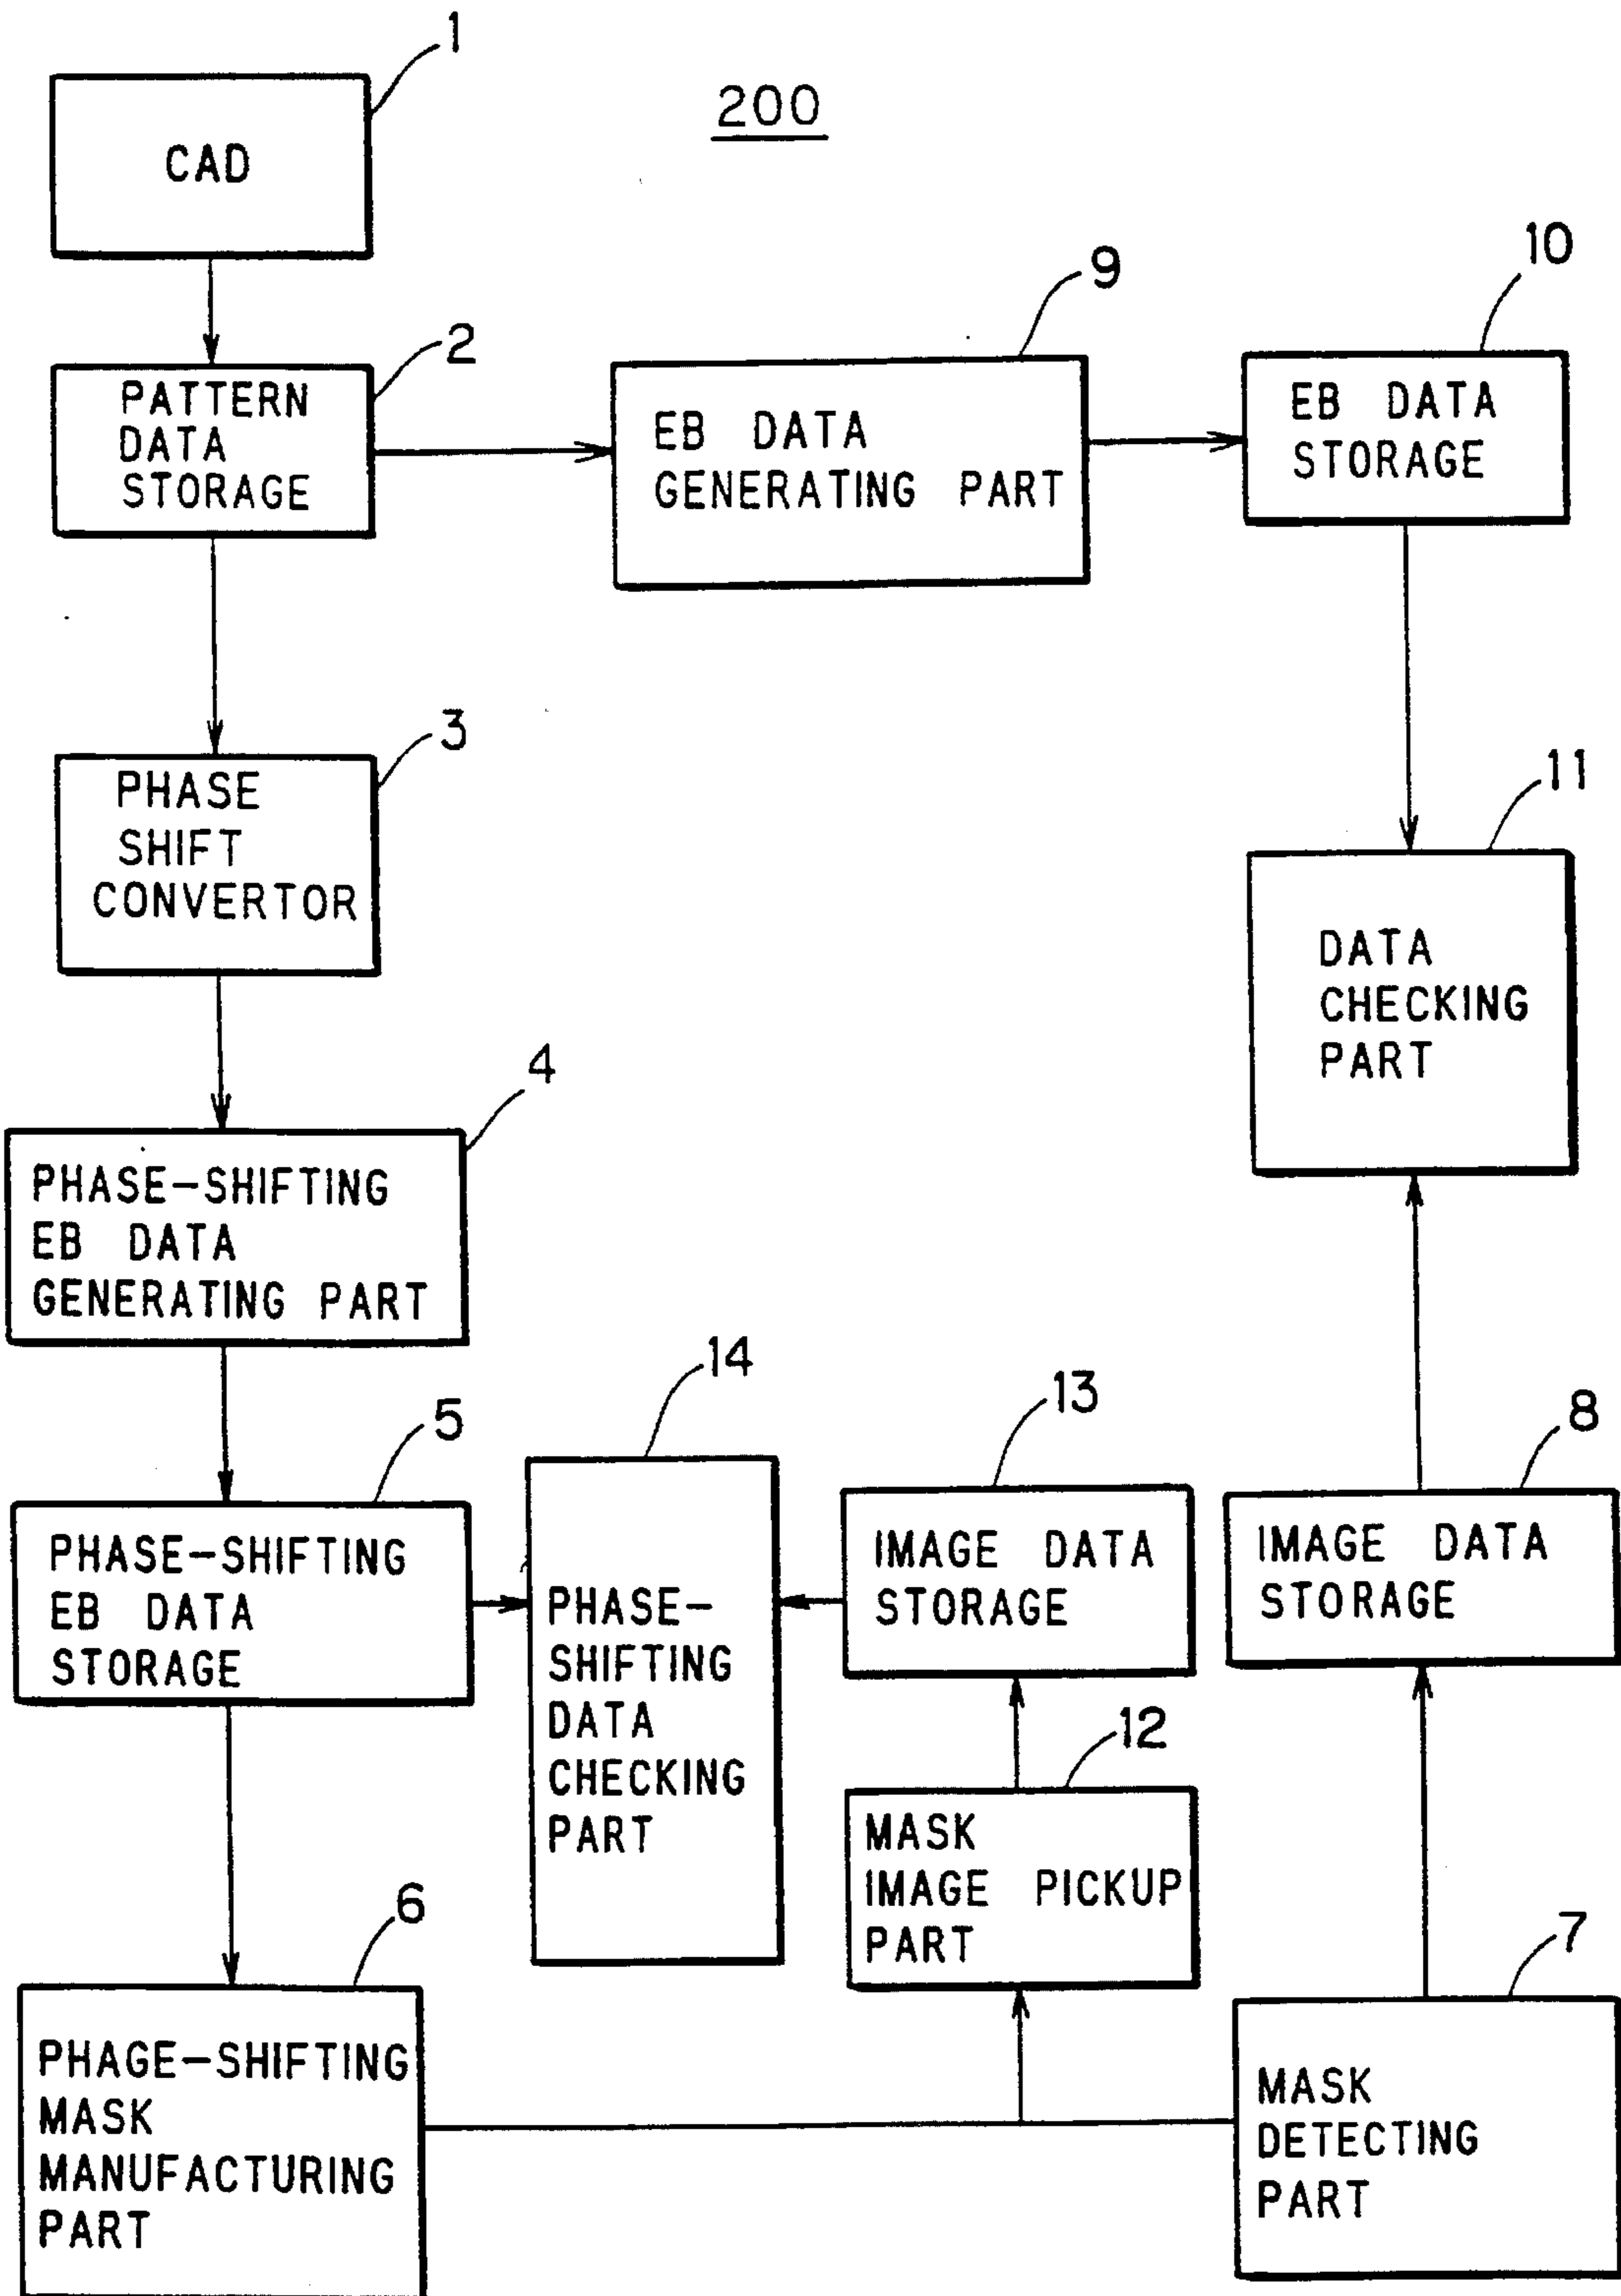 1
200
CAD
9
10
2
PATTERN
DATA
STORAGE
EB DATA
GENERATING PART
EB DATA
STORAGE
3
PHASE
SHIFT
CONVERTOR
11
DATA
CHECKING
PART
4
PHASE-SHIFTING
EB DATA
GENERATING PART
14
13
8
5
PHASE-SHIFTING
EB DATA
STORAGE
PHASE-
SHIFTING
DATA
CHECKING
PART
IMAGE DATA
STORAGE
IMAGE DATA
STORAGE
12
MASK
IMAGE PICKUP
PART
6
7
PHAGE-SHIFTING
MASK
MANUFACTURING
PART
MASK
DETECTING
PART